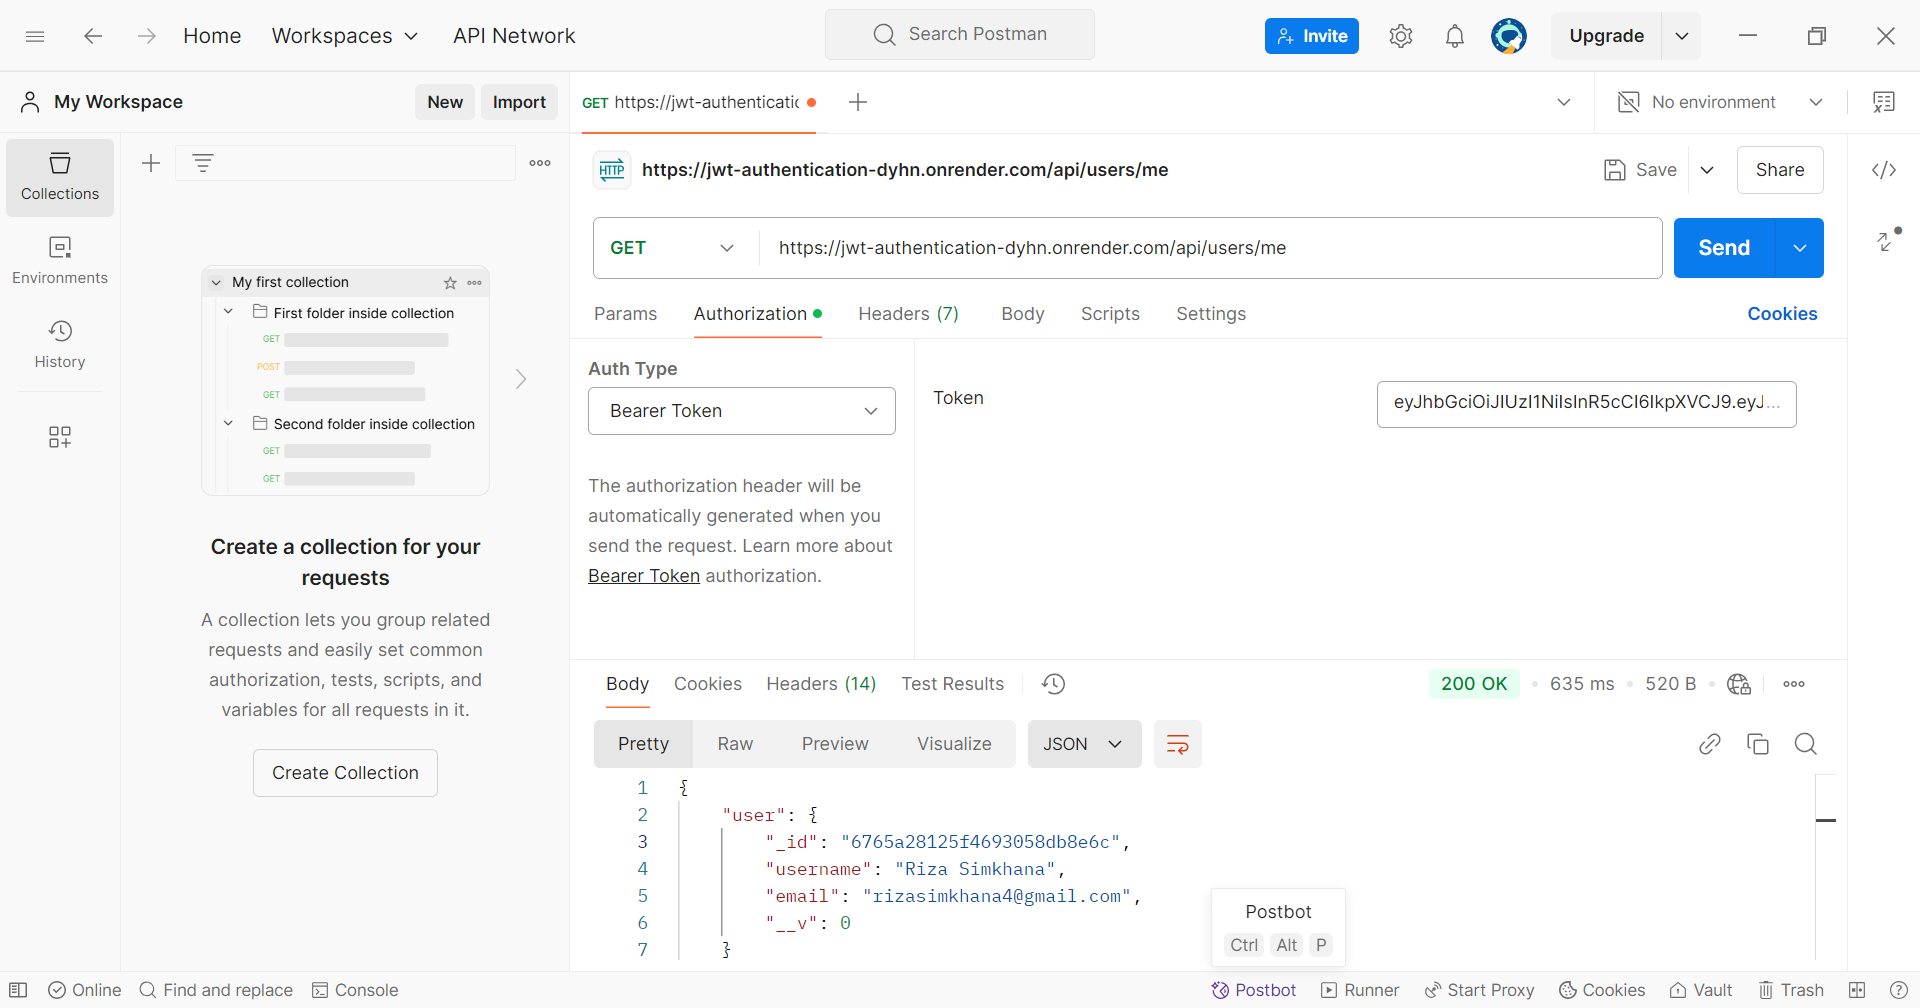 Home
Workspaces
API Network
Search Postman
Invite
Upgrade
My Workspace
New
Import
GET https://jwt-authenticatic
No environment
Collections
Environments
History
My first collection
First folder inside collection
GET
POST
GET
Second folder inside collection
GET
GET
Create a collection for your
requests
A collection lets you group related
requests and easily set common
authorization, tests, scripts, and
variables for all requests in it.
Create Collection
HTTP
https://jwt-authentication-dyhn.onrender.com/api/users/me
Save
Share
GET
https://jwt-authentication-dyhn.onrender.com/api/users/me
Send
Params
Authorization
Headers (7)
Body
Scripts
Settings
Cookies
Auth Type
Bearer Token
The authorization header will be
automatically generated when you
send the request. Learn more about
Bearer Token authorization.
Token
eyJhbGciOiJIUzI1NiIsInR5cCI6IkpXVCJ9.eyJ...
Body
Cookies
Headers (14)
Test Results
200 OK
635 ms
520 B
Pretty
Raw
Preview
Visualize
JSON
1 {
2 "user": {
3 "_id": "6765a28125f4693058db8e6c",
4 "username": "Riza Simkhana",
5 "email": "rizasimkhana4@gmail.com",
6 "__v": 0
7 }
Postbot
Ctrl Alt P
Online
Find and replace
Console
Postbot
Runner
Start Proxy
Cookies
Vault
Trash